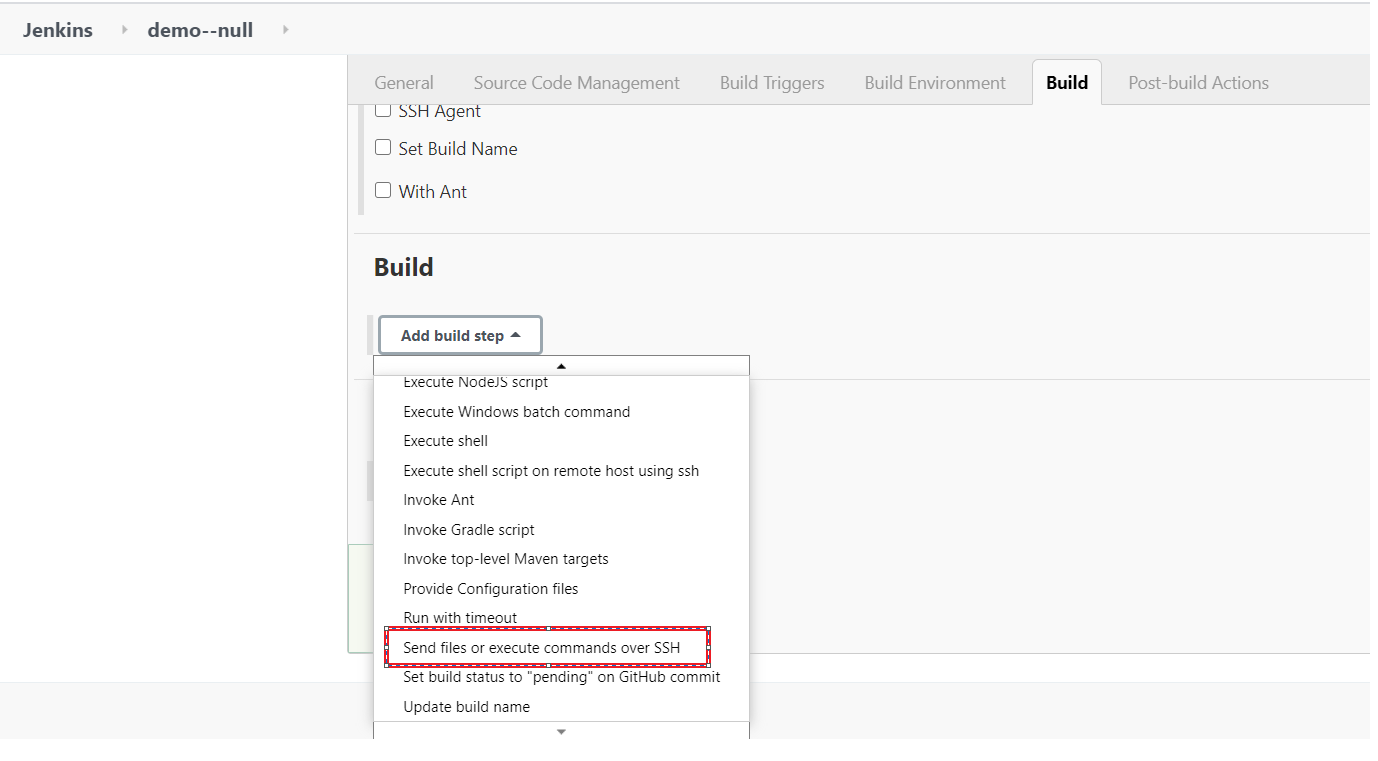 Jenkins demo--null
General Source Code Management Build Triggers Build Environment Build Post-build Actions
SSH Agent
Set Build Name
With Ant
Build
Add build step
Execute NodeJS script
Execute Windows batch command
Execute shell
Execute shell script on remote host using ssh
Invoke Ant
Invoke Gradle script
Invoke top-level Maven targets
Provide Configuration files
Run with timeout
Send files or execute commands over SSH
Set build status to "pending" on GitHub commit
Update build name